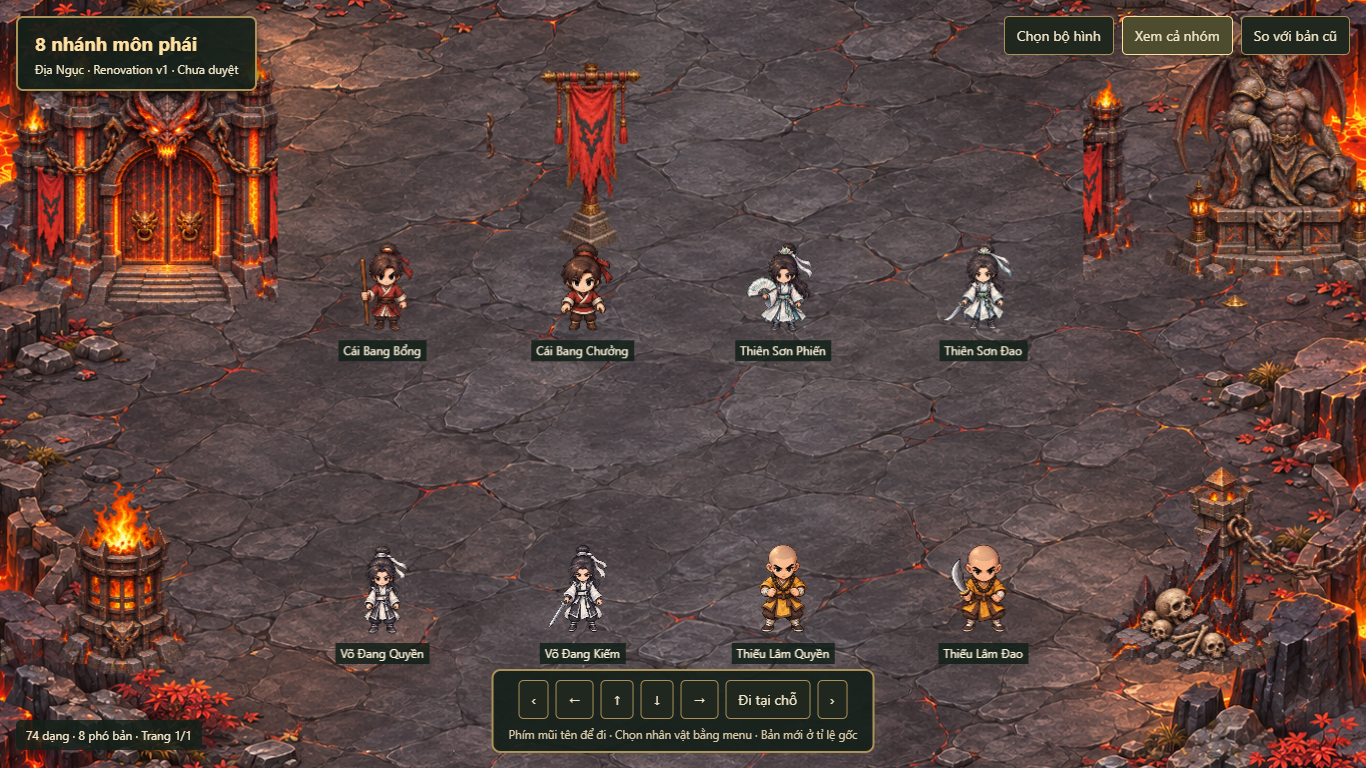 8 nhánh môn phái
Địa Ngục · Renovation v1 · Chưa duyệt
Chọn bộ hình
Xem cả nhóm
So với bản cũ
Cái Bang Bổng
Cái Bang Chưởng
Thiên Sơn Phiến
Thiên Sơn Đao
Võ Đang Quyền
Võ Đang Kiếm
Thiếu Lâm Quyền
Thiếu Lâm Đao
‹ ← ↑ ↓ → Đi tại chỗ ›
Phím mũi tên để đi · Chọn nhân vật bằng menu · Bản mới ở tỉ lệ gốc
74 dạng · 8 phó bản · Trang 1/1